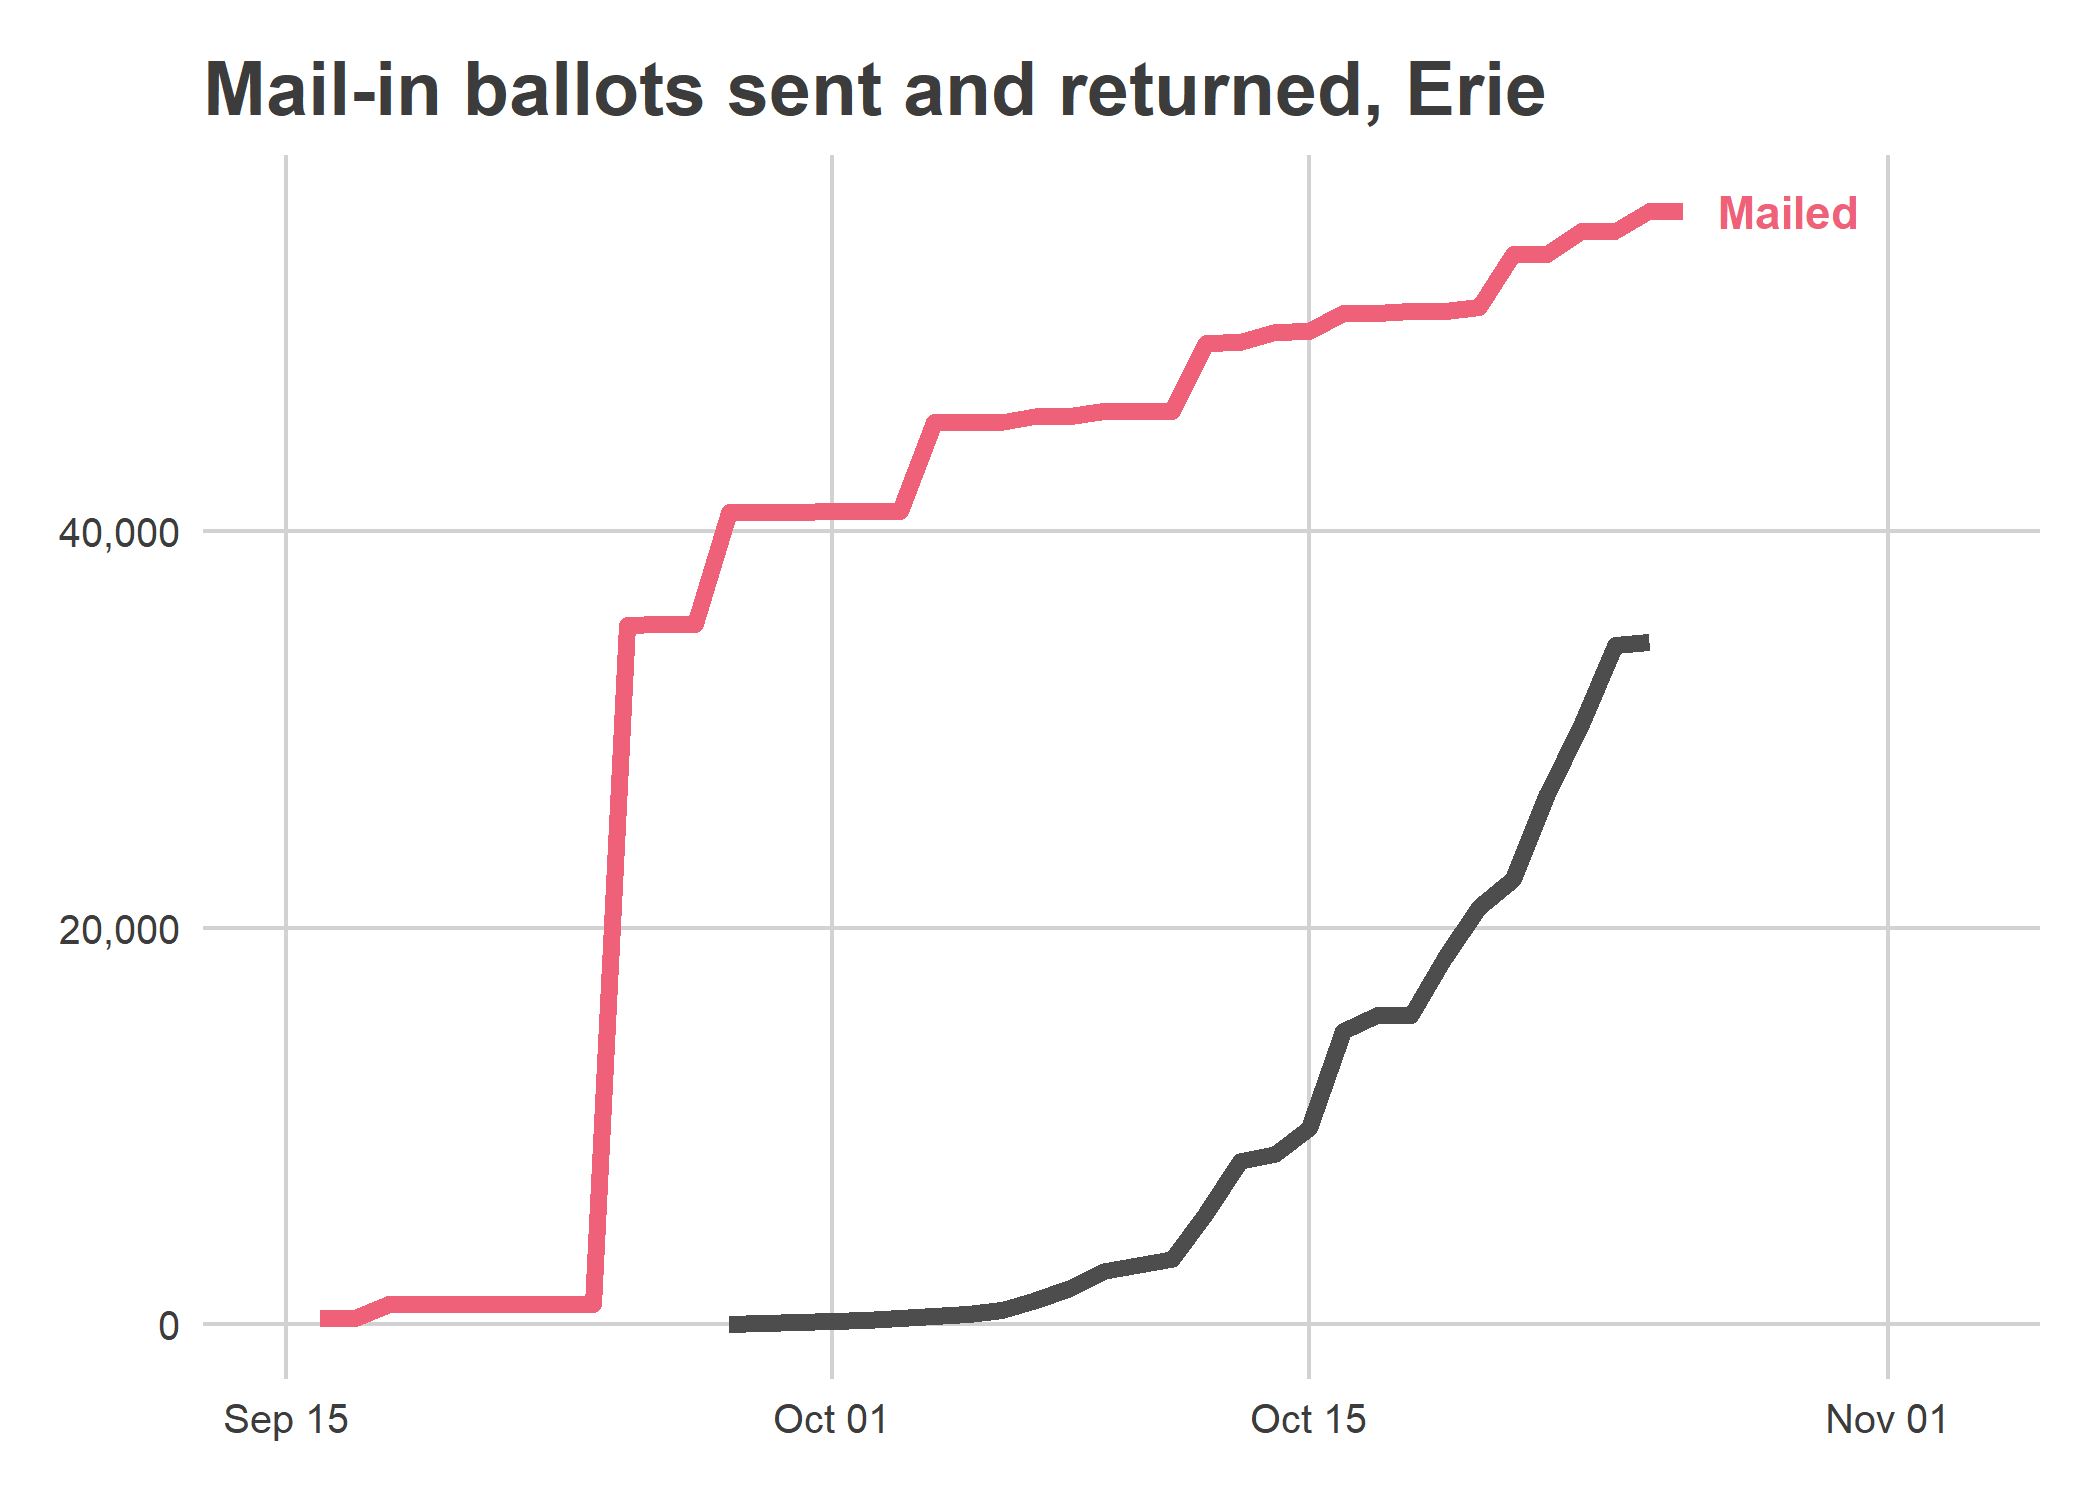 Mail-in ballots sent and returned, Erie
Mailed
40,000
20,000
0
Sep 15
Oct 01
Oct 15
Nov 01